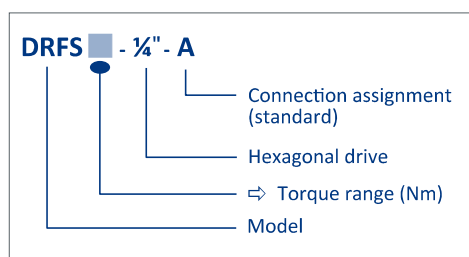 DRFS - ¼" - A
Connection assignment
(standard)
Hexagonal drive
⇨ Torque range (Nm)
Model